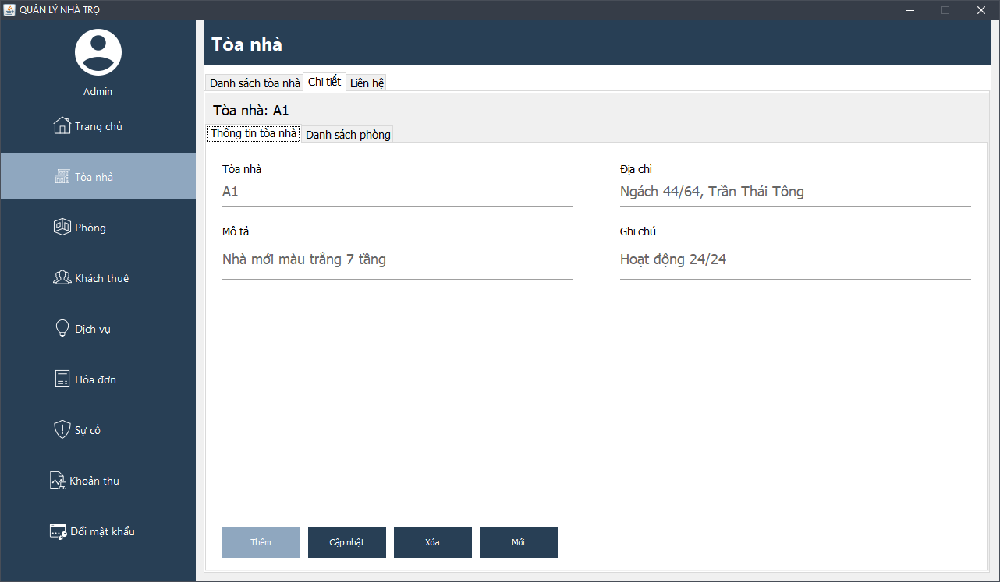 QUẢN LÝ NHÀ TRỌ
Admin
Trang chủ
Tòa nhà
Phòng
Khách thuê
Dịch vụ
Hóa đơn
Sự cố
Khoản thu
Đổi mật khẩu
Tòa nhà
Danh sách tòa nhà Chi tiết Liên hệ
Tòa nhà: A1
Thông tin tòa nhà Danh sách phòng
Tòa nhà Địa chỉ
A1 Ngách 44/64, Trần Thái Tông
Mô tả Ghi chú
Nhà mới màu trắng 7 tầng Hoạt động 24/24
Thêm Cập nhật Xóa Mới